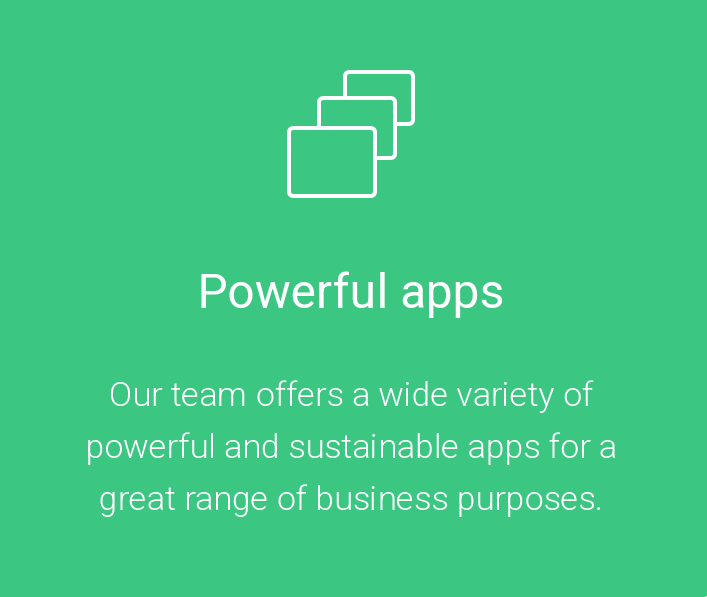 Powerful apps
Our team offers a wide variety of
powerful and sustainable apps for a
great range of business purposes.